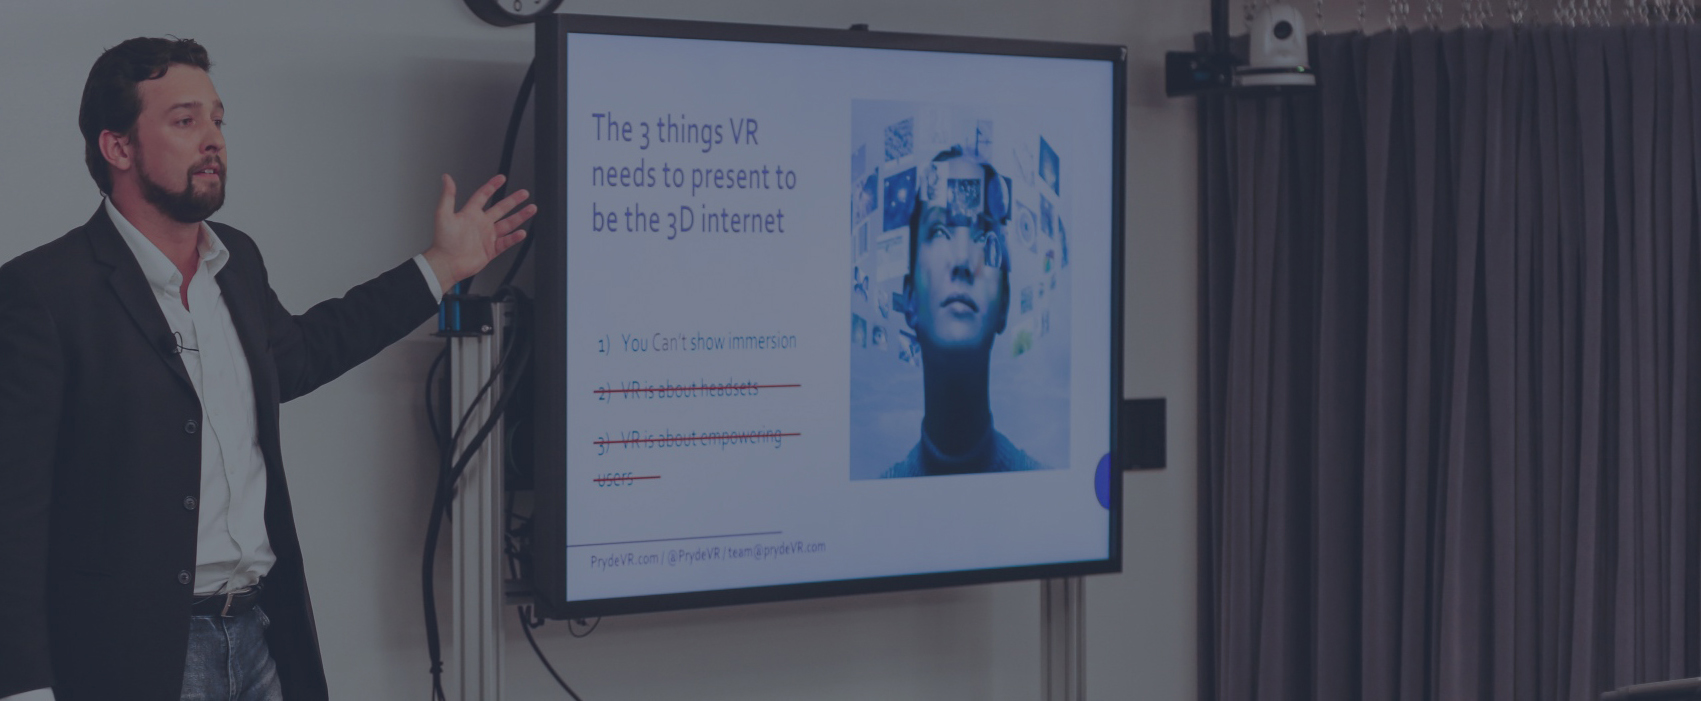 The 3 things VR
needs to present to
be the 3D internet
1) You Can't show immersion
2) VR is about headsets
3) VR is about empowering
users
PrydeVR.com / @PrydeVR / team@prydeVR.com